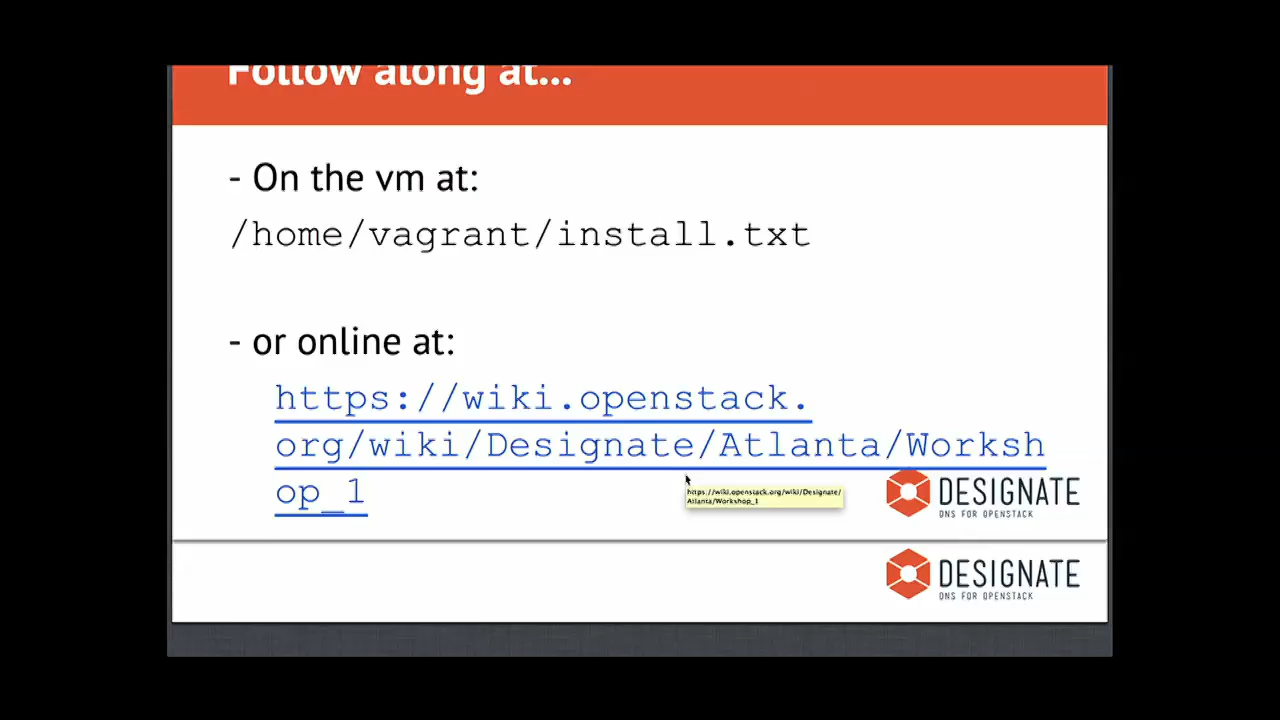 Follow along at...
- On the vm at:
/home/vagrant/install.txt
- or online at:
https://wiki.openstack.
org/wiki/Designate/Atlanta/Worksh
op_1
https://wiki.openstack.org/wiki/Designate/
Atlanta/Workshop_1
DESIGNATE
DNS FOR OPENSTACK
DESIGNATE
DNS FOR OPENSTACK